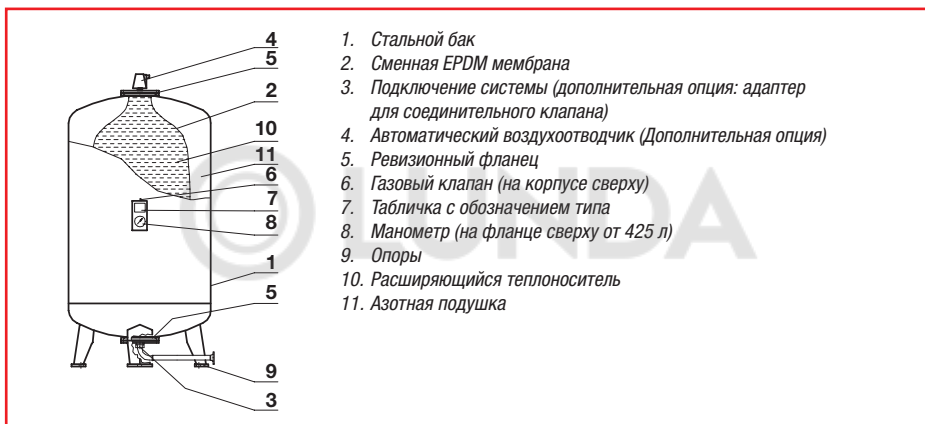 4
5
2
10
11
6
7
8
1
5
9
3
1. Стальной бак
2. Сменная EPDM мембрана
3. Подключение системы (дополнительная опция: адаптер
для соединительного клапана)
4. Автоматический воздухоотводчик (Дополнительная опция)
5. Ревизионный фланец
6. Газовый клапан (на корпусе сверху)
7. Табличка с обозначением типа
8. Манометр (на фланце сверху от 425 л)
9. Опоры
10. Расширяющийся теплоноситель
11. Азотная подушка
LUNDA